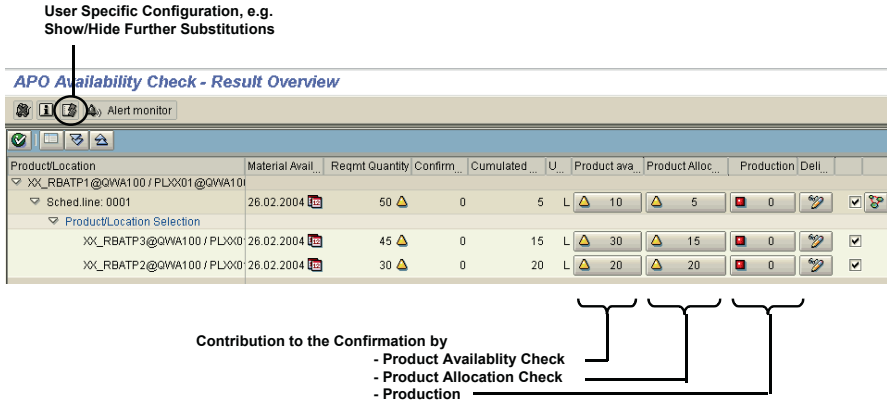 User Specific Configuration, e.g.
Show/Hide Further Substitutions
APO Availability Check - Result Overview
Alert monitor
Product/Location Material Avail... Reqmt Quantity Confirm... Cumulated ... U... Product ava... Product Alloc... Production Deli...
XX_RBATP1@QWA100 / PLXX01@QWA10
Sched.line: 0001 26.02.2004 50 0 5 L 10 5 0
Product/Location Selection
XX_RBATP3@QWA100 / PLXX0 26.02.2004 45 0 15 L 30 15 0
XX_RBATP2@QWA100 / PLXX0 26.02.2004 30 0 20 L 20 20 0
Contribution to the Confirmation by
- Product Availablity Check
- Product Allocation Check
- Production